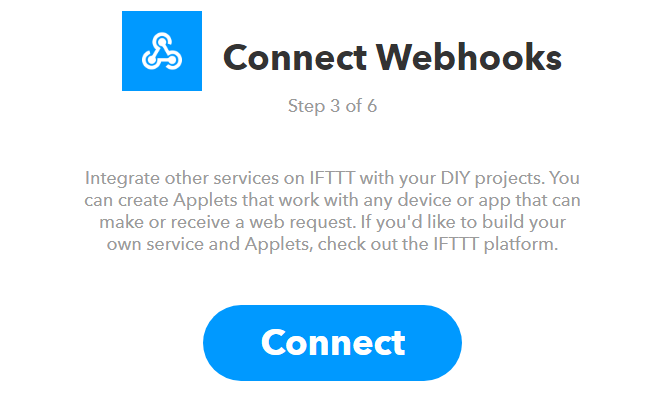 Connect Webhooks
Step 3 of 6
Integrate other services on IFTTT with your DIY projects. You
can create Applets that work with any device or app that can
make or receive a web request. If you'd like to build your
own service and Applets, check out the IFTTT platform.
Connect